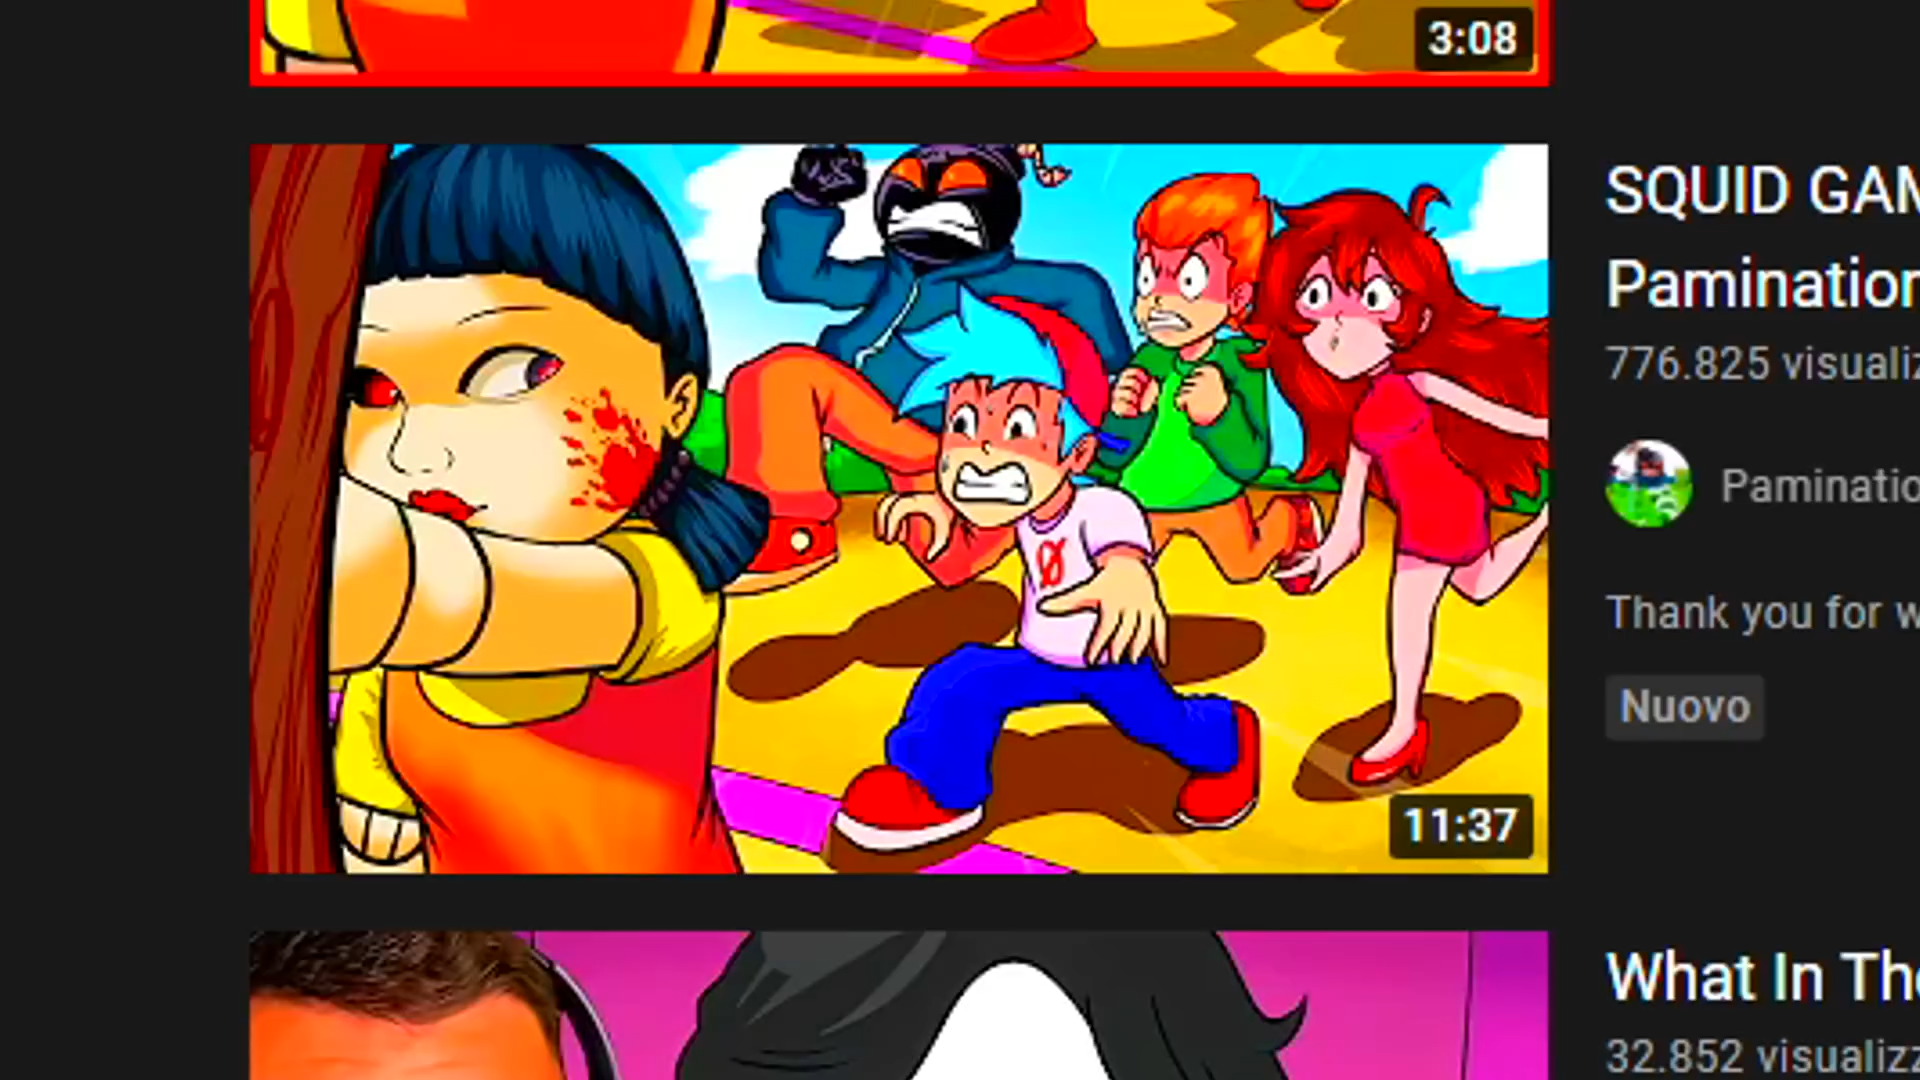 3:08
SQUID GAM
Pamination
776.825 visualiz
Paminatio
Thank you for w
Nuovo
11:37
What In The
32.852 visualizz